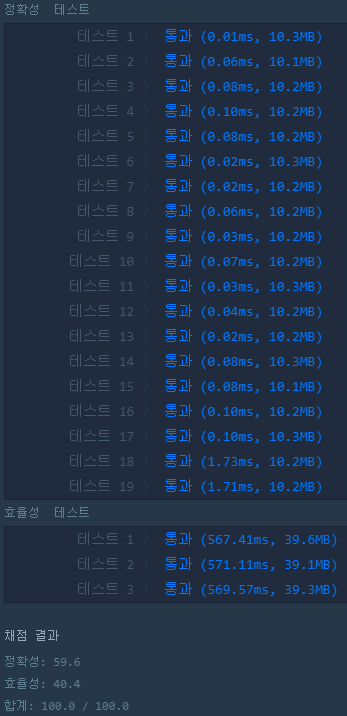 정확성 테스트
테스트 1 〉 통과 (0.01ms, 10.3MB)
테스트 2 〉 통과 (0.06ms, 10.1MB)
테스트 3 〉 통과 (0.08ms, 10.2MB)
테스트 4 〉 통과 (0.10ms, 10.2MB)
테스트 5 〉 통과 (0.08ms, 10.2MB)
테스트 6 〉 통과 (0.02ms, 10.3MB)
테스트 7 〉 통과 (0.02ms, 10.2MB)
테스트 8 〉 통과 (0.06ms, 10.2MB)
테스트 9 〉 통과 (0.03ms, 10.2MB)
테스트 10 〉 통과 (0.07ms, 10.2MB)
테스트 11 〉 통과 (0.03ms, 10.3MB)
테스트 12 〉 통과 (0.04ms, 10.2MB)
테스트 13 〉 통과 (0.02ms, 10.2MB)
테스트 14 〉 통과 (0.08ms, 10.3MB)
테스트 15 〉 통과 (0.08ms, 10.1MB)
테스트 16 〉 통과 (0.10ms, 10.2MB)
테스트 17 〉 통과 (0.10ms, 10.3MB)
테스트 18 〉 통과 (1.73ms, 10.2MB)
테스트 19 〉 통과 (1.71ms, 10.2MB)
효율성 테스트
테스트 1 〉 통과 (567.41ms, 39.6MB)
테스트 2 〉 통과 (571.11ms, 39.1MB)
테스트 3 〉 통과 (569.57ms, 39.3MB)
채점 결과
정확성: 59.6
효율성: 40.4
합계: 100.0 / 100.0